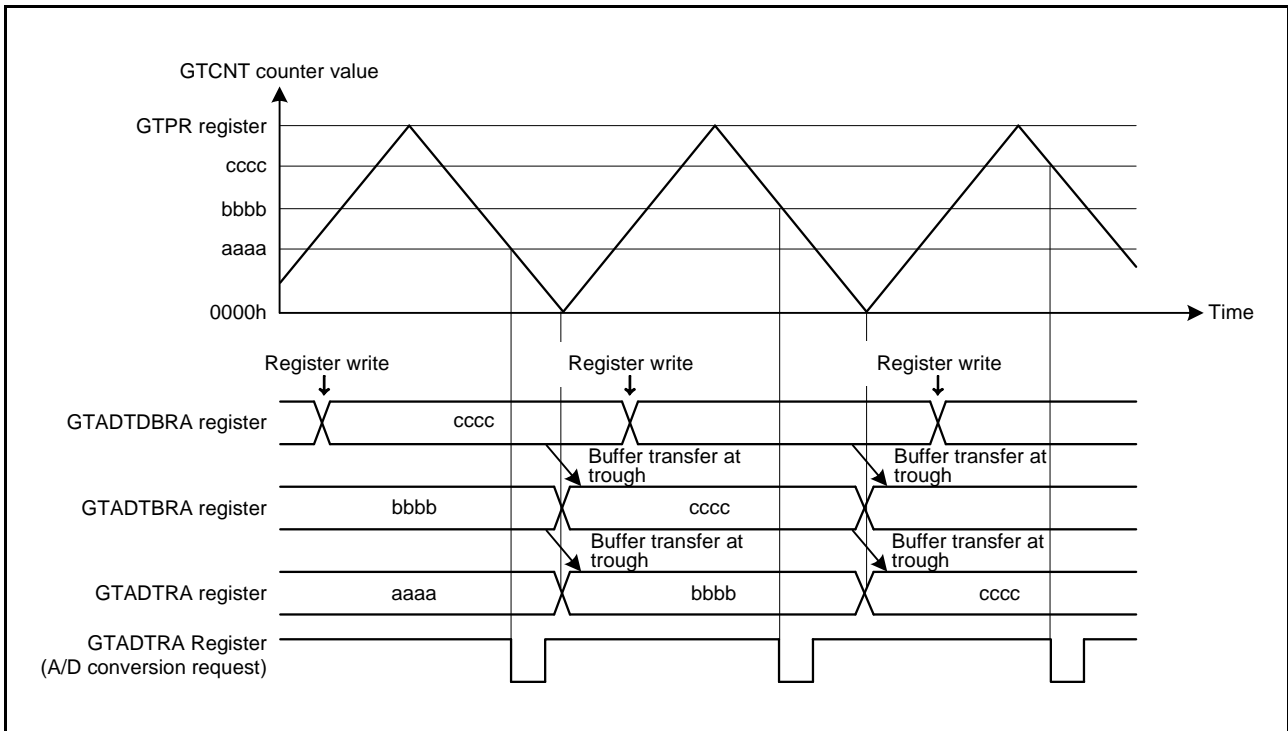 GTCNT counter value
GTPR register
cccc
bbbb
aaaa
0000h
Time
Register write
Register write
Register write
GTADTDBRA register
cccc
Buffer transfer at
trough
Buffer transfer at
trough
GTADTBRA register
bbbb
cccc
Buffer transfer at
trough
Buffer transfer at
trough
GTADTRA register
aaaa
bbbb
cccc
GTADTRA Register
(A/D conversion request)